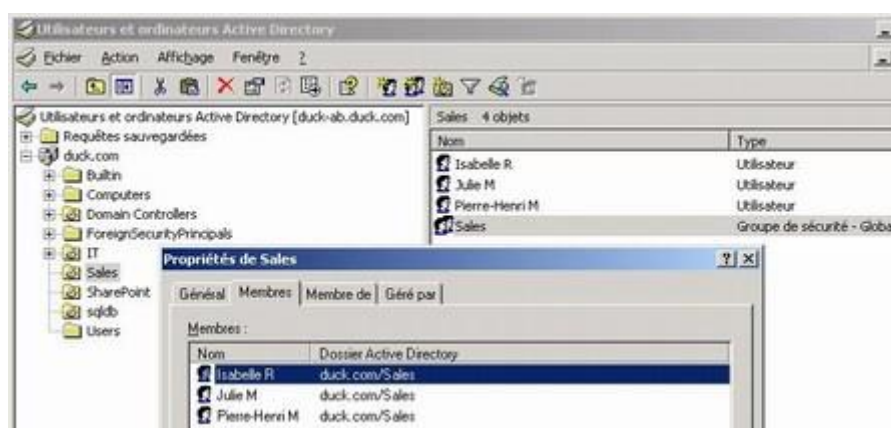 Utilisateurs et ordinateurs Active Directory
Fichier Action Affichage Fenêtre ?
Utilisateurs et ordinateurs Active Directory [duck-ab.duck.com]
Requêtes sauvegardées
duck.com
Builtin
Computers
Domain Controllers
ForeignSecurityPrincipals
IT
Sales
SharePoint
sqldb
Users
Sales 4 objets
Nom Type
Isabelle R Utilisateur
Julie M Utilisateur
Pierre-Henri M Utilisateur
Sales Groupe de sécurité - Globa
Propriétés de Sales
Général Membres Membre de Géré par
Membres :
Nom Dossier Active Directory
Isabelle R duck.com/Sales
Julie M duck.com/Sales
Pierre-Henri M duck.com/Sales